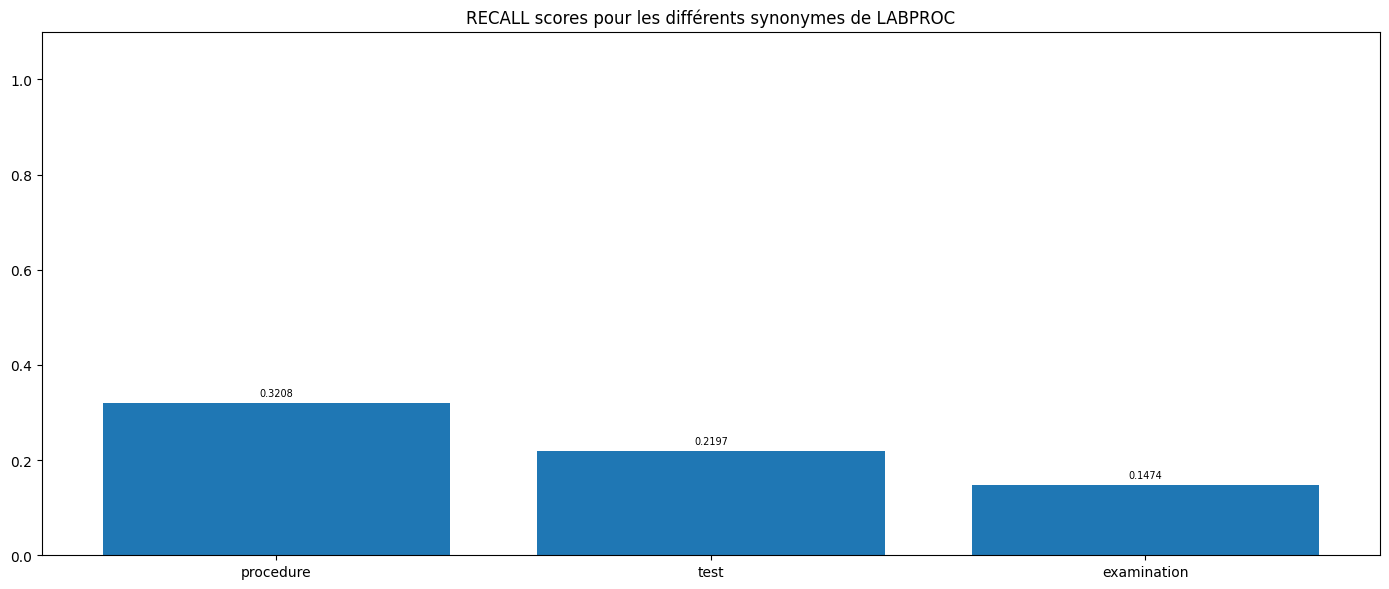 RECALL scores pour les différents synonymes de LABPROC
1.0
0.8
0.6
0.4
0.2
0.0
0.3208
0.2197
0.1474
procedure
test
examination